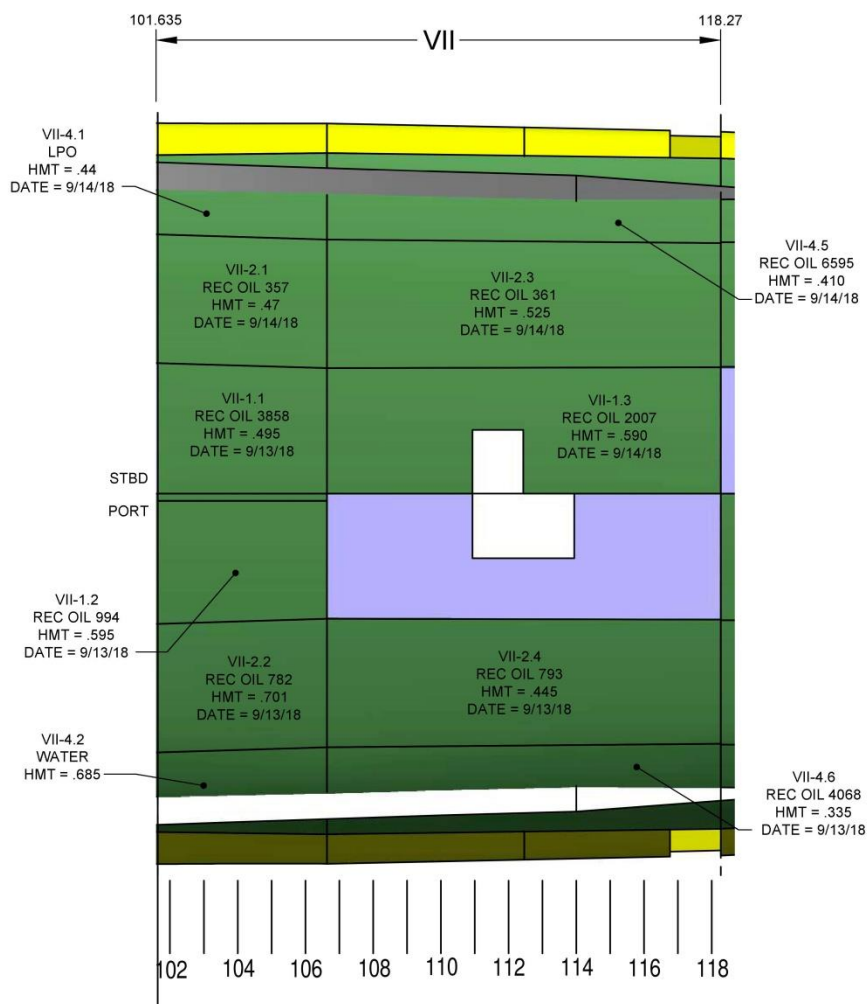 101.635
118.27
VII
VII-4.1
LPO
HMT = .44
DATE = 9/14/18
VII-4.5
REC OIL 6595
HMT = .410
DATE = 9/14/18
VII-2.1
REC OIL 357
HMT = .47
DATE = 9/14/18
VII-2.3
REC OIL 361
HMT = .525
DATE = 9/14/18
VII-1.1
REC OIL 3858
HMT = .495
DATE = 9/13/18
VII-1.3
REC OIL 2007
HMT = .590
DATE = 9/14/18
STBD
PORT
VII-1.2
REC OIL 994
HMT = .595
DATE = 9/13/18
VII-2.2
REC OIL 782
HMT = .701
DATE = 9/13/18
VII-2.4
REC OIL 793
HMT = .445
DATE = 9/13/18
VII-4.2
WATER
HMT = .685
VII-4.6
REC OIL 4068
HMT = .335
DATE = 9/13/18
102 104 106 108 110 112 114 116 118